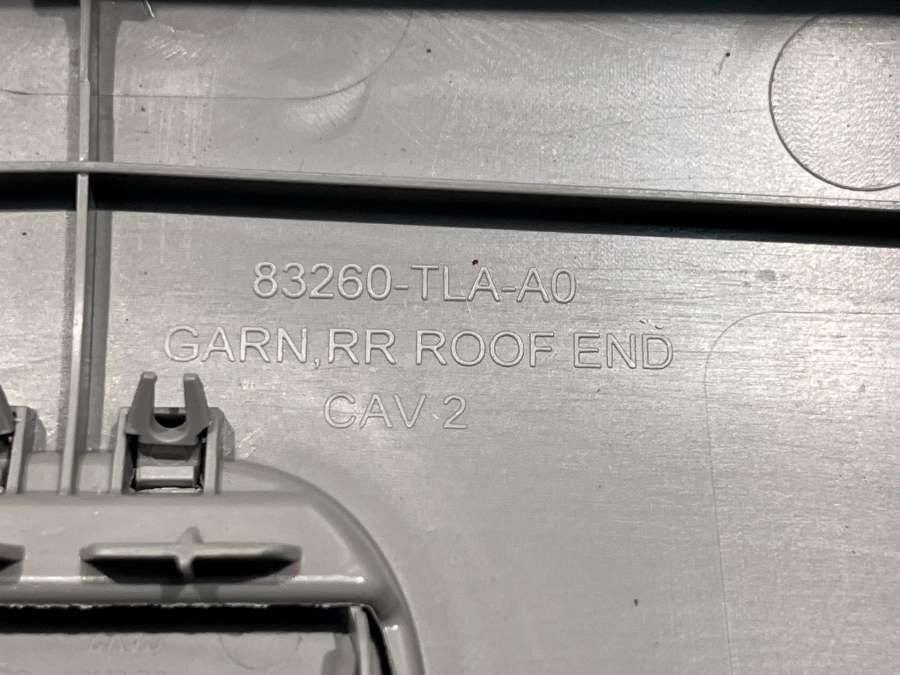 83260-TLA-A0
GARN,RR ROOF END
CAV 2